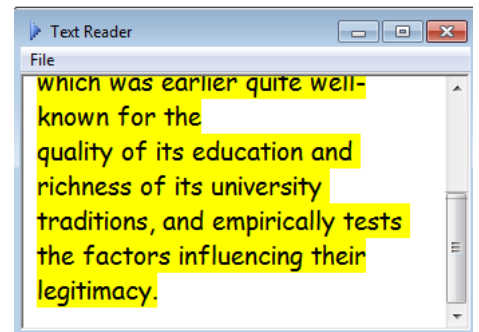 Text Reader
File
which was earlier quite well-
known for the
quality of its education and
richness of its university
traditions, and empirically tests
the factors influencing their
legitimacy.